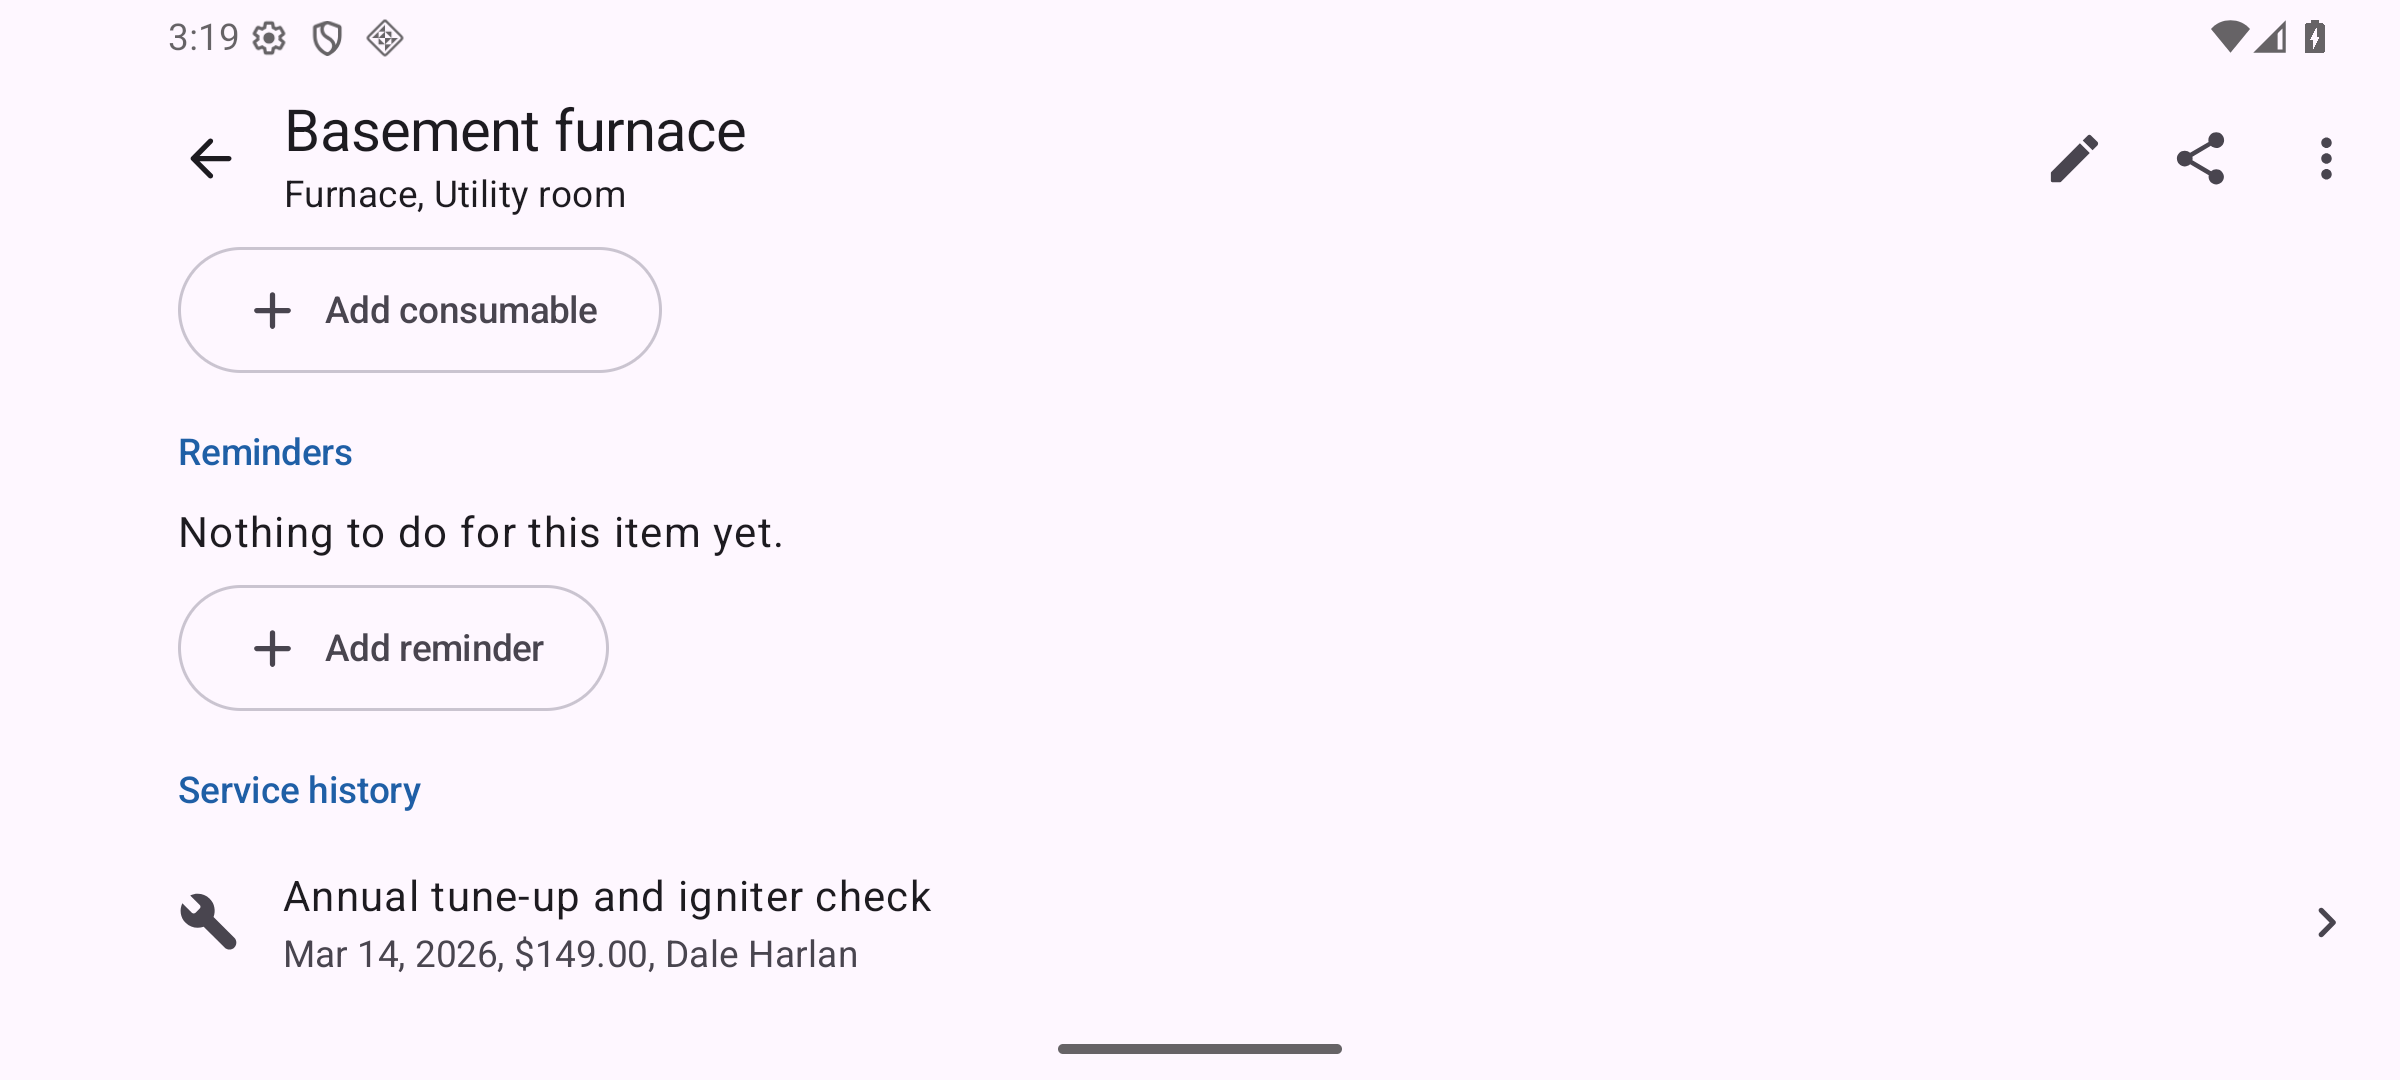 3:19
Basement furnace
Furnace, Utility room
Add consumable
Reminders
Nothing to do for this item yet.
Add reminder
Service history
Annual tune-up and igniter check
Mar 14, 2026, $149.00, Dale Harlan